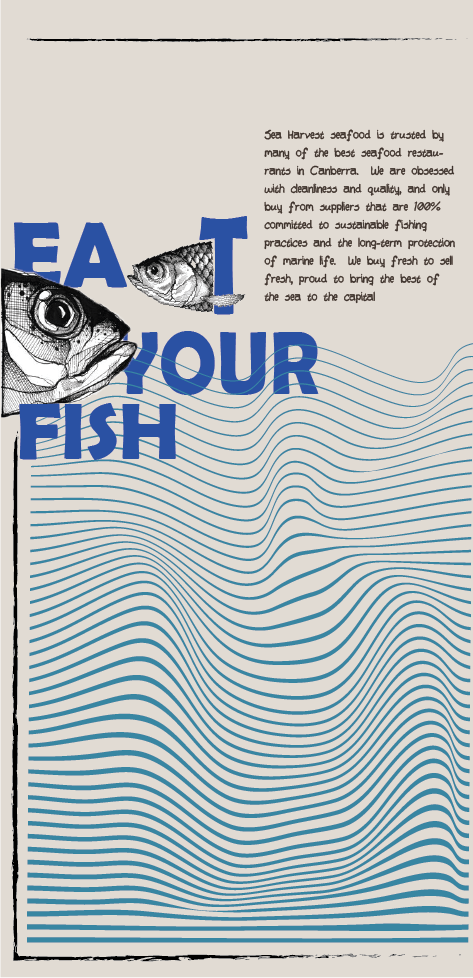 Sea Harvest seafood is trusted by
many of the best seafood restau-
rants in Canberra. We are obsessed
with cleanliness and quality, and only
buy from suppliers that are 100%
committed to sustainable fishing
practices and the long-term protection
of marine life. We buy fresh to sell
fresh, proud to bring the best of
the sea to the capital
EAT
YOUR
FISH